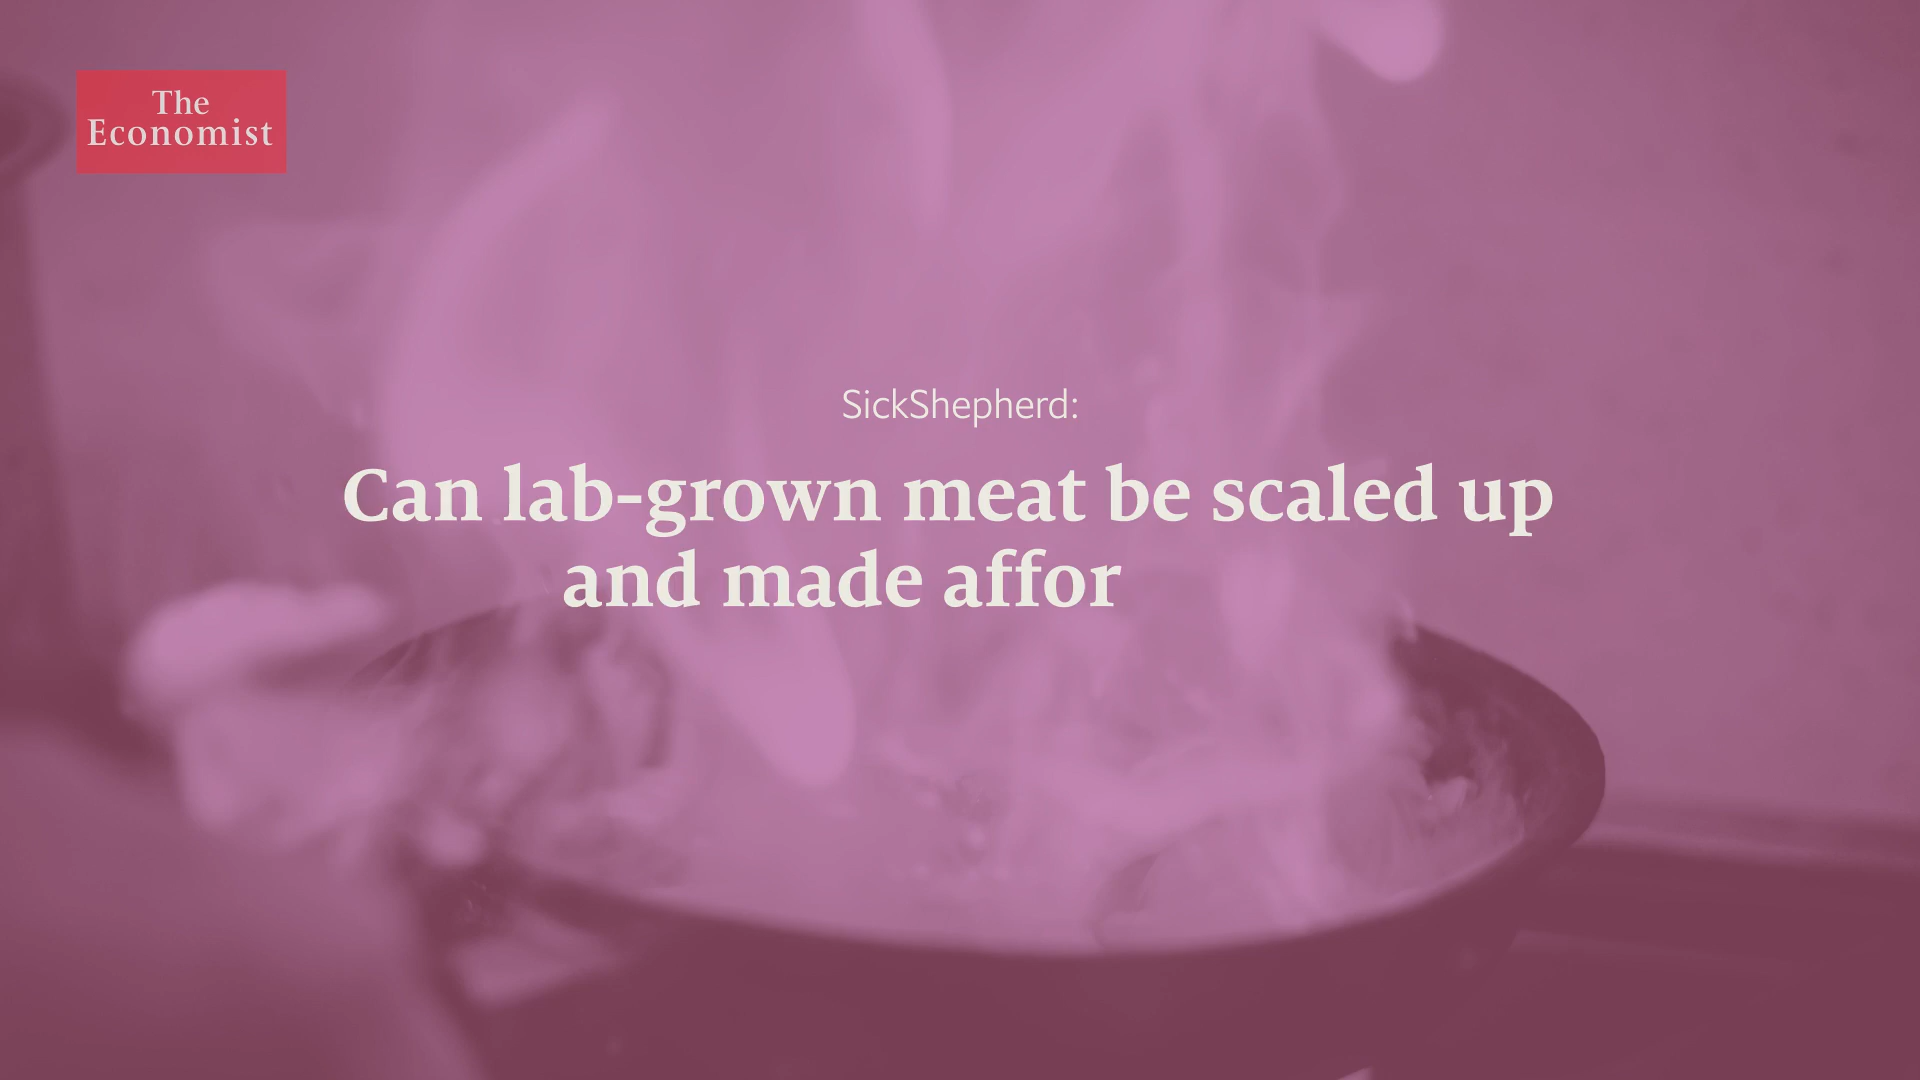 The
Economist
SickShepherd:
Can lab-grown meat be scaled up
and made affor